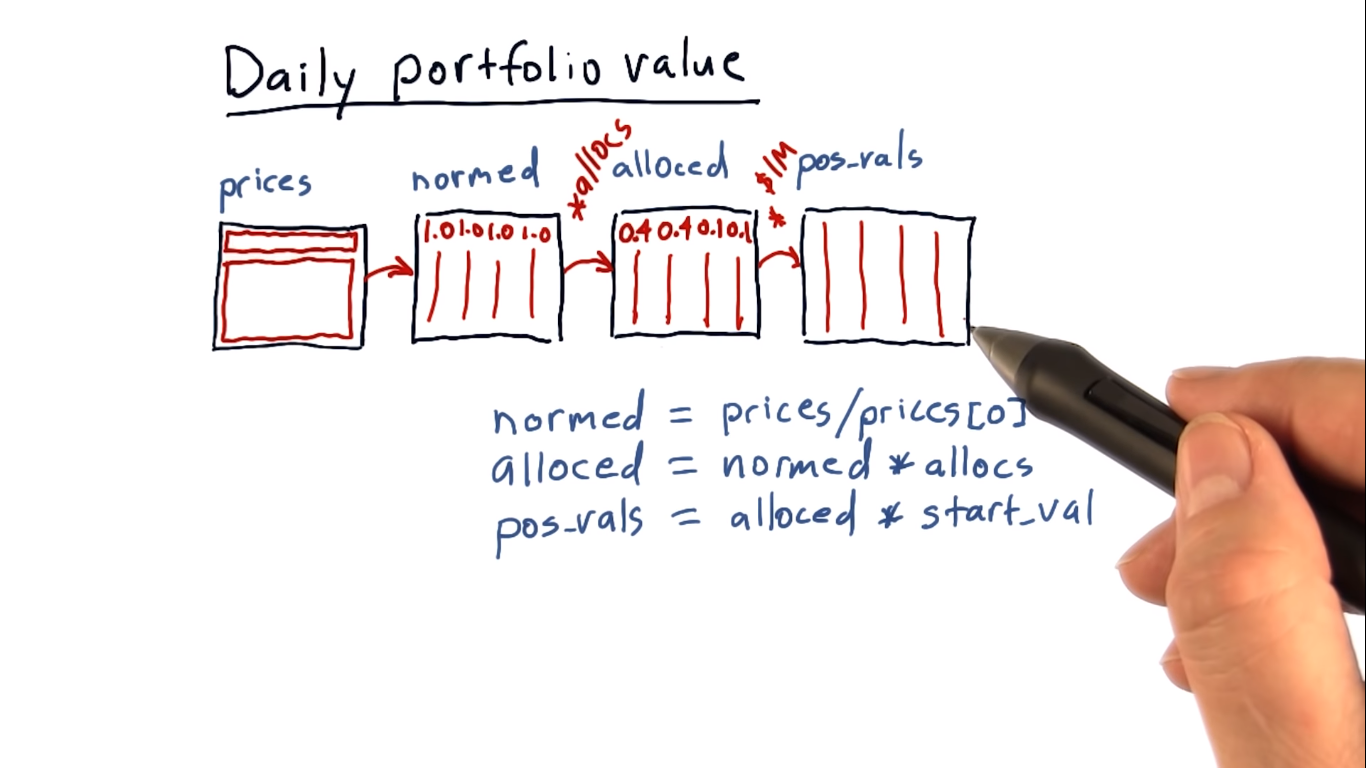 Daily portfolio value
prices
normed
*allocs
alloced
* $1M
pos_vals
1.0 1.0 1.0 1.0
0.4 0.4 0.1 0.1
normed = prices/prices[0]
alloced = normed * allocs
pos_vals = alloced * start_val